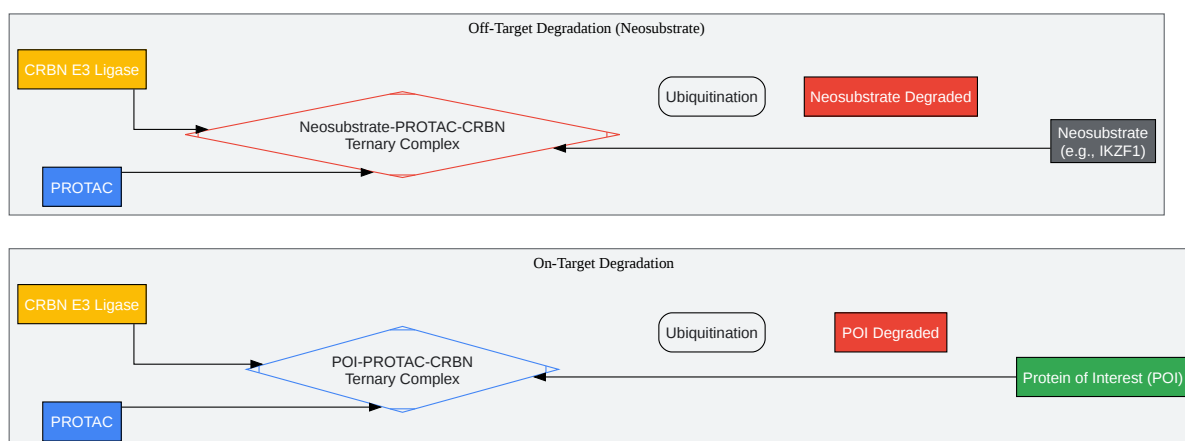 Off-Target Degradation (Neosubstrate)
CRBN E3 Ligase
Neosubstrate-PROTAC-CRBN
Ternary Complex
Ubiquitination
Neosubstrate Degraded
Neosubstrate
(e.g., IKZF1)
PROTAC
On-Target Degradation
CRBN E3 Ligase
POI-PROTAC-CRBN
Ternary Complex
Ubiquitination
POI Degraded
Protein of Interest (POI)
PROTAC